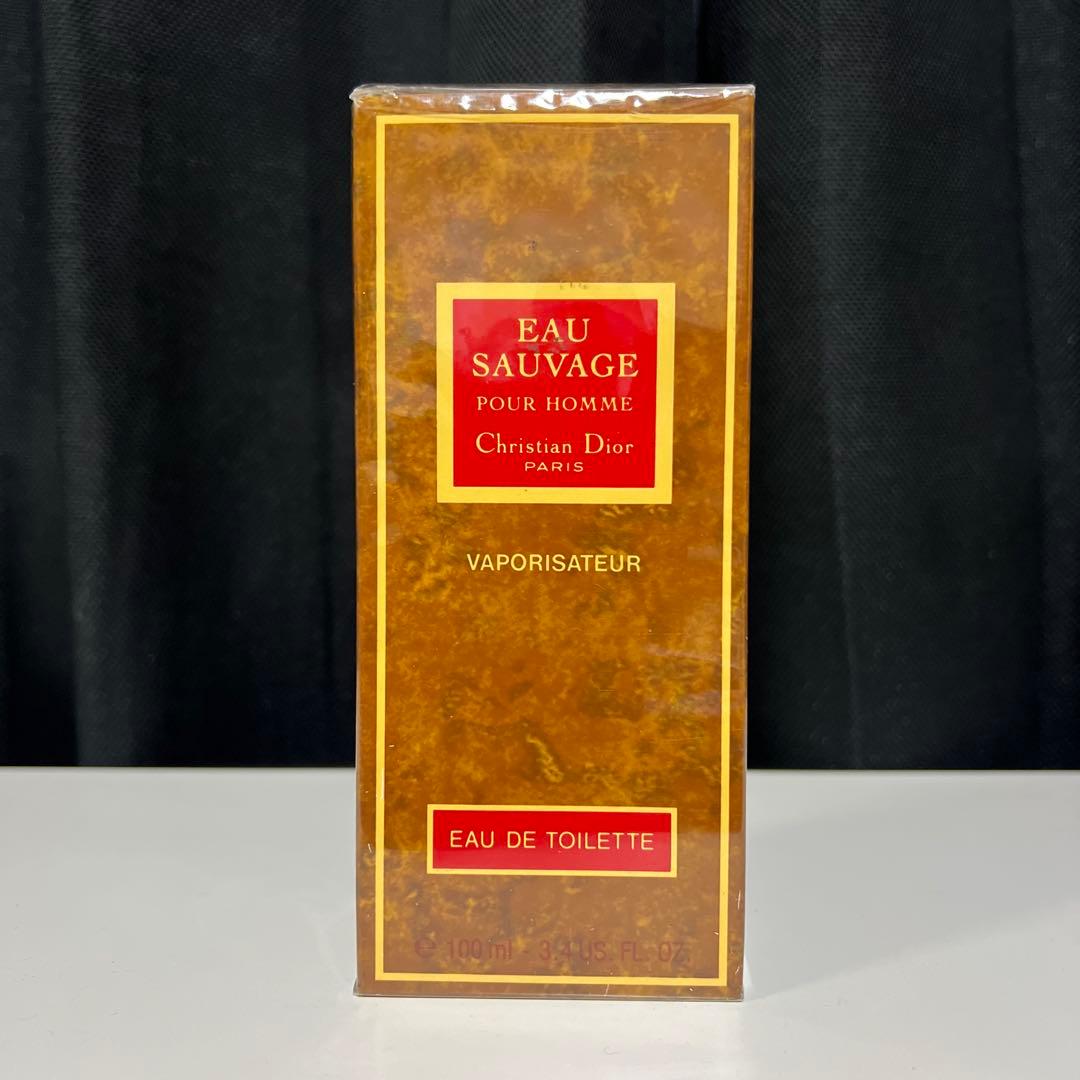 EAU
SAUVAGE
POUR HOMME
Christian Dior
PARIS
VAPORISATEUR
EAU DE TOILETTE
℮ 100 ml - 3.4 US. FL. OZ.